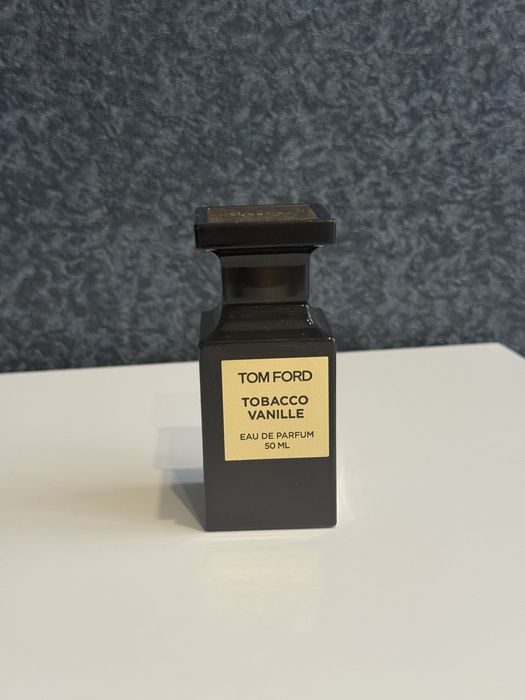 TOM FORD
TOBACCO
VANILLE
EAU DE PARFUM
50 ML